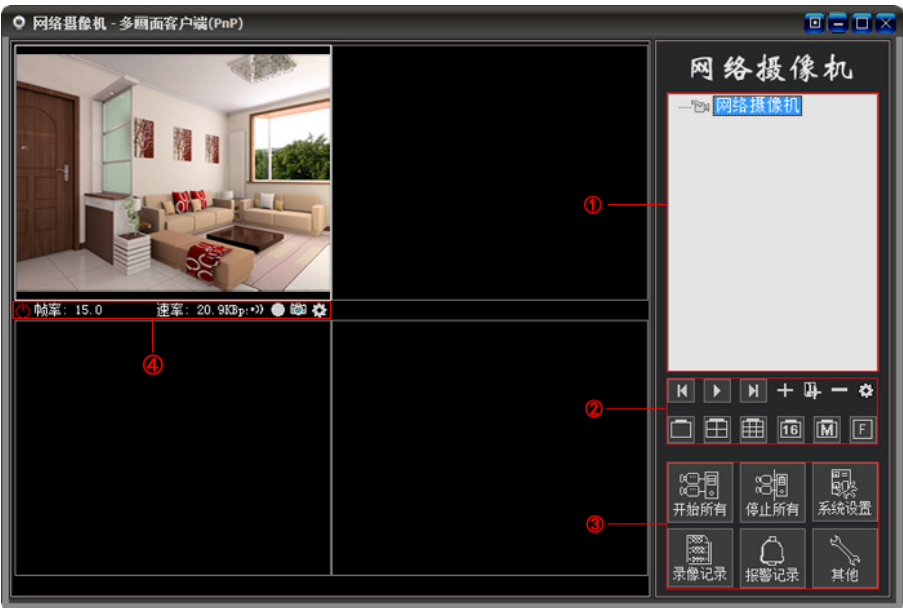 网络摄像机 - 多画面客户端(PnP)
网络摄像机
网络摄像机
①
帧率: 15.0 速率: 20.9KBp:
④
②
16 M F
开始所有 停止所有 系统设置
③
录像记录 报警记录 其他